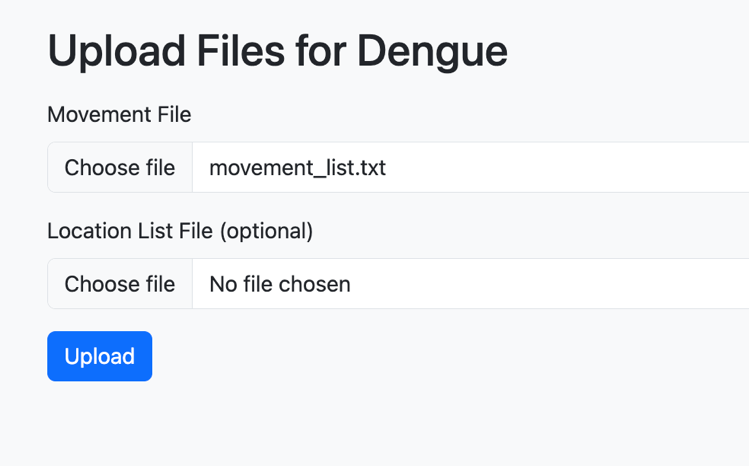 Upload Files for Dengue
Movement File
Choose file movement_list.txt
Location List File (optional)
Choose file No file chosen
Upload